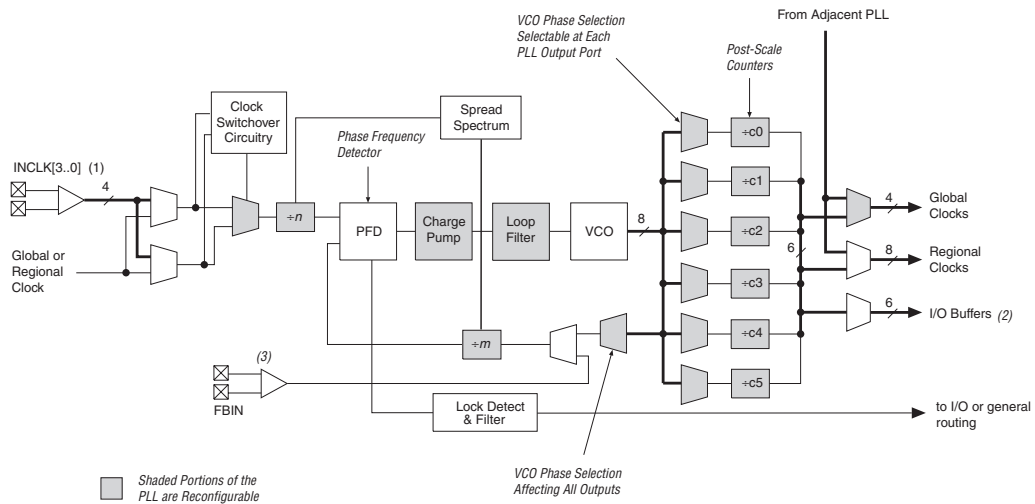 From Adjacent PLL
VCO Phase Selection
Selectable at Each
PLL Output Port
Post-Scale
Counters
Clock
Switchover
Circuitry
Spread
Spectrum
Phase Frequency
Detector
INCLK[3..0] (1)
4
÷n
PFD
Charge
Pump
Loop
Filter
VCO
8
÷c0
÷c1
÷c2
÷c3
÷c4
÷c5
6
4
Global
Clocks
8
Regional
Clocks
6
I/O Buffers (2)
Global or
Regional
Clock
÷m
(3)
FBIN
Lock Detect
& Filter
to I/O or general
routing
VCO Phase Selection
Affecting All Outputs
Shaded Portions of the
PLL are Reconfigurable